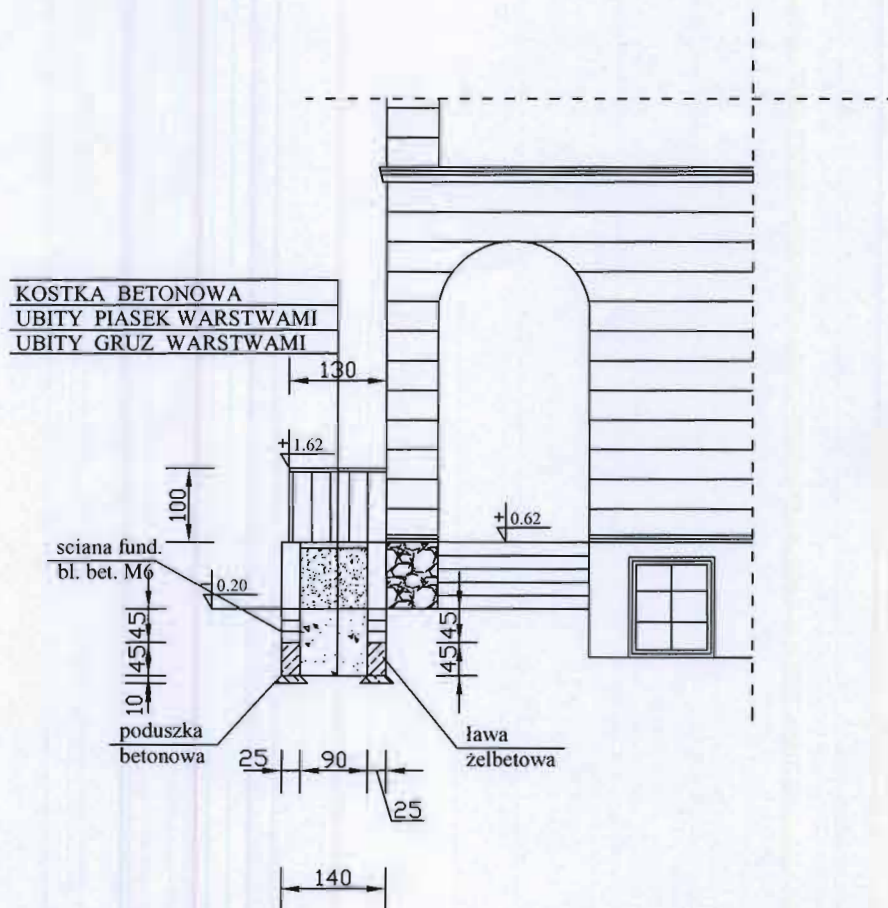 KOSTKA BETONOWA
UBITY PIASEK WARSTWAMI
UBITY GRUZ WARSTWAMI
130
+1.62
100
+0.62
sciana fund.
bl. bet. M6
-0.20
45
45
10
45
45
poduszka
betonowa
ława
żelbetowa
25
90
25
140